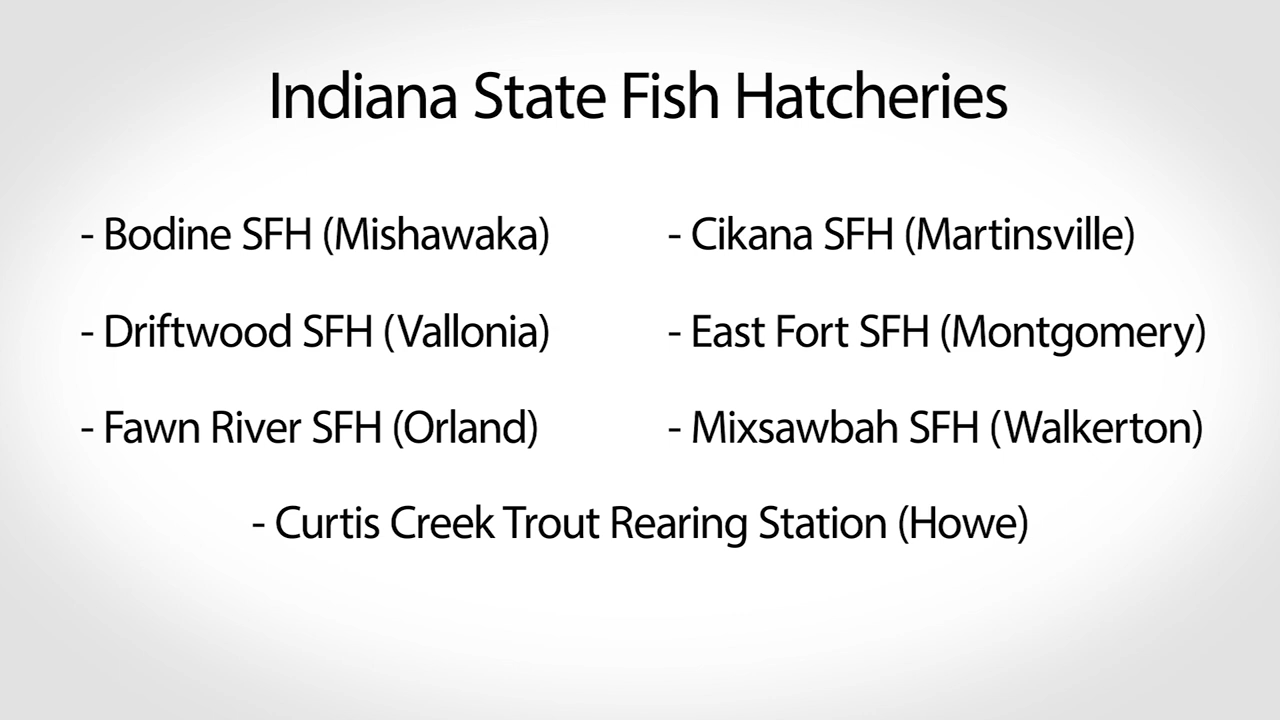 Indiana State Fish Hatcheries
- Bodine SFH (Mishawaka)
- Cikana SFH (Martinsville)
- Driftwood SFH (Vallonia)
- East Fort SFH (Montgomery)
- Fawn River SFH (Orland)
- Mixsawbah SFH (Walkerton)
- Curtis Creek Trout Rearing Station (Howe)